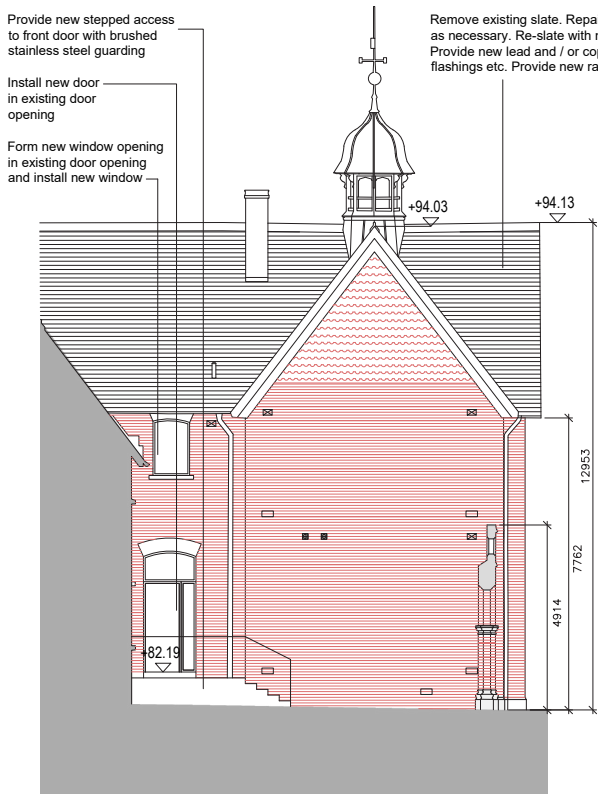 Provide new stepped access
to front door with brushed
stainless steel guarding
Install new door
in existing door
opening
Form new window opening
in existing door opening
and install new window
Remove existing slate. Repa
as necessary. Re-slate with
Provide new lead and / or co
flashings etc. Provide new ra
+94.03
+94.13
12953
7762
4914
+82.19